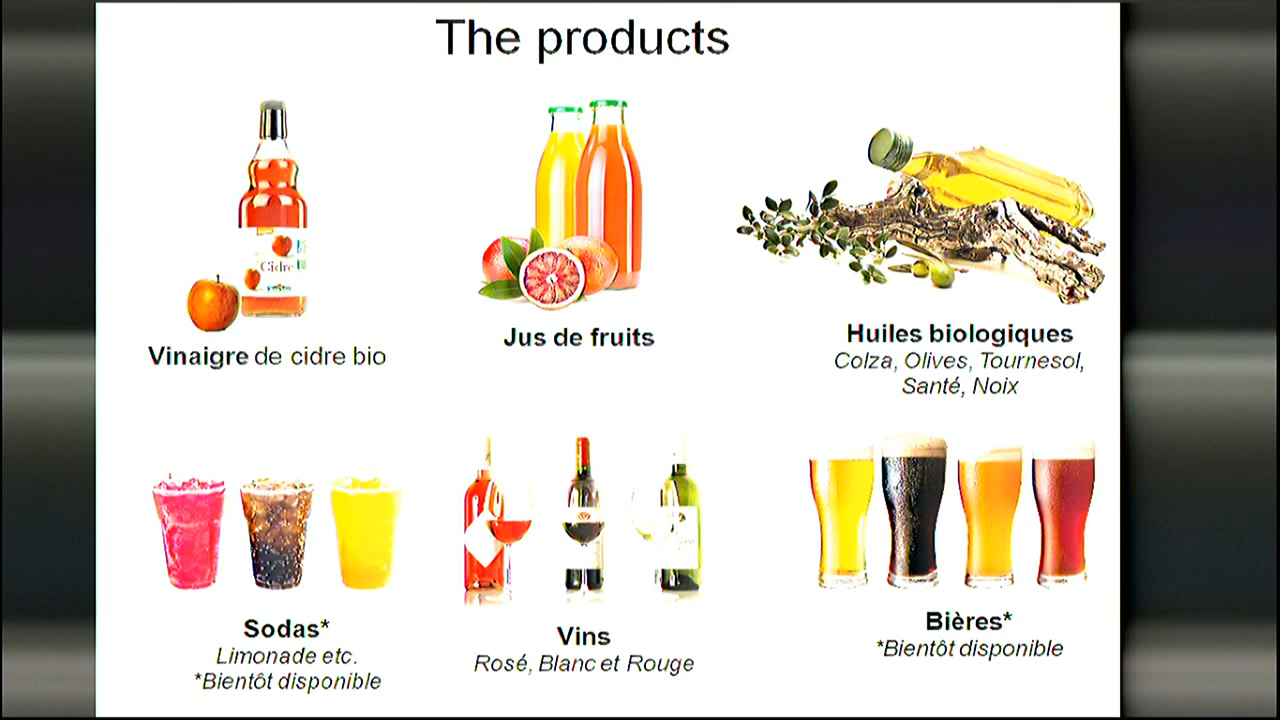 The products
Cidre
Vinaigre de cidre bio
Jus de fruits
Huiles biologiques
Colza, Olives, Tournesol,
Santé, Noix
Sodas*
Limonade etc.
*Bientôt disponible
Vins
Rosé, Blanc et Rouge
Bières*
*Bientôt disponible